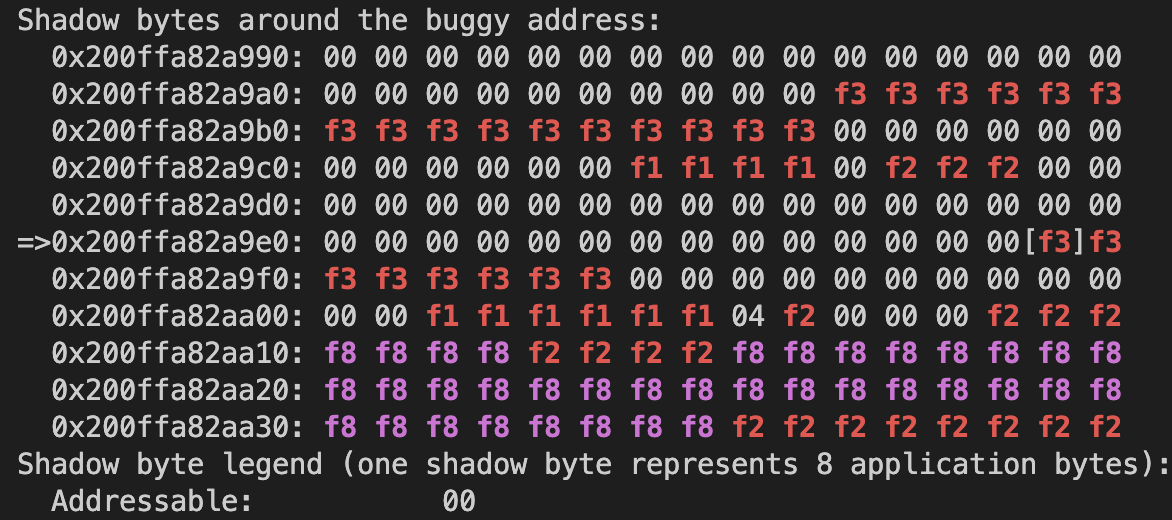 Shadow bytes around the buggy address:
  0x200ffa82a990: 00 00 00 00 00 00 00 00 00 00 00 00 00 00 00 00
  0x200ffa82a9a0: 00 00 00 00 00 00 00 00 00 00 f3 f3 f3 f3 f3 f3
  0x200ffa82a9b0: f3 f3 f3 f3 f3 f3 f3 f3 f3 f3 00 00 00 00 00 00
  0x200ffa82a9c0: 00 00 00 00 00 00 f1 f1 f1 f1 00 f2 f2 f2 00 00
  0x200ffa82a9d0: 00 00 00 00 00 00 00 00 00 00 00 00 00 00 00 00
=>0x200ffa82a9e0: 00 00 00 00 00 00 00 00 00 00 00 00 00 00[f3]f3
  0x200ffa82a9f0: f3 f3 f3 f3 f3 f3 00 00 00 00 00 00 00 00 00 00
  0x200ffa82aa00: 00 00 f1 f1 f1 f1 f1 f1 04 f2 00 00 00 f2 f2 f2
  0x200ffa82aa10: f8 f8 f8 f8 f2 f2 f2 f2 f8 f8 f8 f8 f8 f8 f8 f8
  0x200ffa82aa20: f8 f8 f8 f8 f8 f8 f8 f8 f8 f8 f8 f8 f8 f8 f8 f8
  0x200ffa82aa30: f8 f8 f8 f8 f8 f8 f8 f8 f2 f2 f2 f2 f2 f2 f2 f2
Shadow byte legend (one shadow byte represents 8 application bytes):
  Addressable:           00